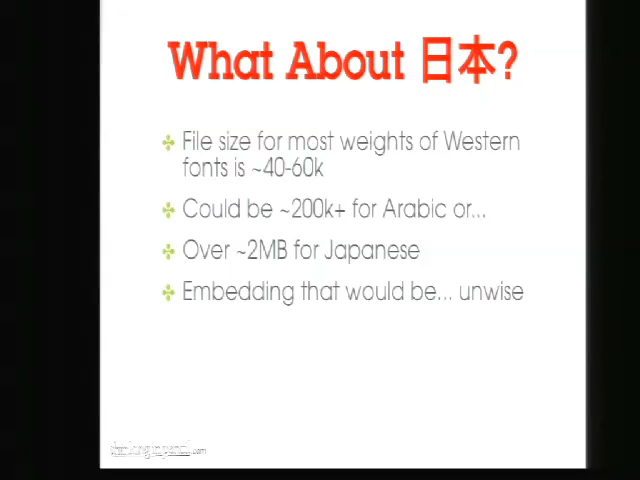 What About 日本?
File size for most weights of Western
fonts is ~40-60k
Could be ~200k+ for Arabic or...
Over ~2MB for Japanese
Embedding that would be... unwise